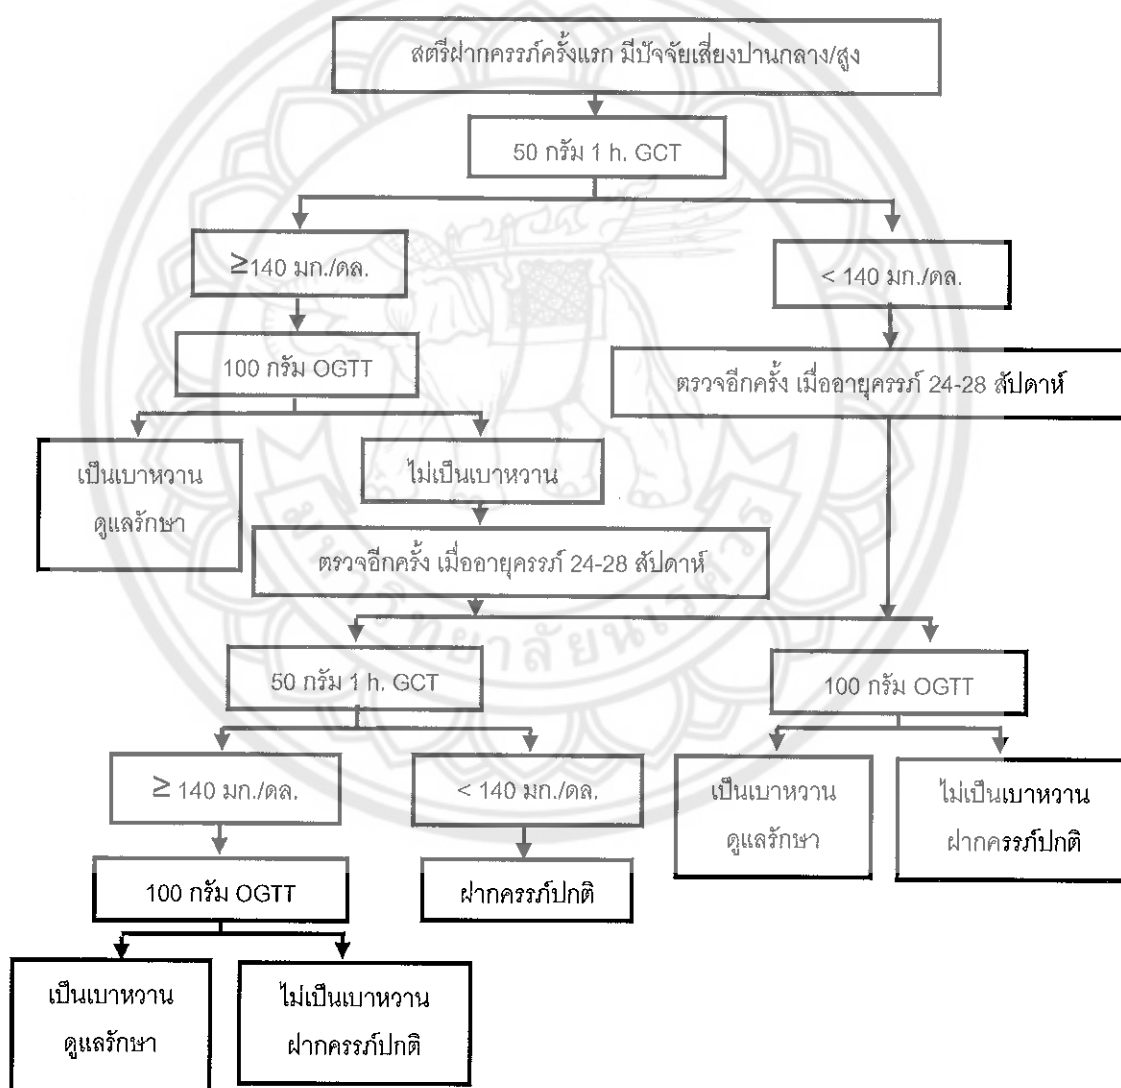 สตรีฝากครรภ์ครั้งแรก มีปัจจัยเสี่ยงปานกลาง/สูง
50 กรัม 1 h. GCT
≥140 มก./ดล.
< 140 มก./ดล.
100 กรัม OGTT
ตรวจอีกครั้ง เมื่ออายุครรภ์ 24-28 สัปดาห์
เป็นเบาหวาน
ดูแลรักษา
ไม่เป็นเบาหวาน
ตรวจอีกครั้ง เมื่ออายุครรภ์ 24-28 สัปดาห์
50 กรัม 1 h. GCT
100 กรัม OGTT
≥ 140 มก./ดล.
< 140 มก./ดล.
เป็นเบาหวาน
ดูแลรักษา
ไม่เป็นเบาหวาน
ฝากครรภ์ปกติ
100 กรัม OGTT
ฝากครรภ์ปกติ
เป็นเบาหวาน
ดูแลรักษา
ไม่เป็นเบาหวาน
ฝากครรภ์ปกติ